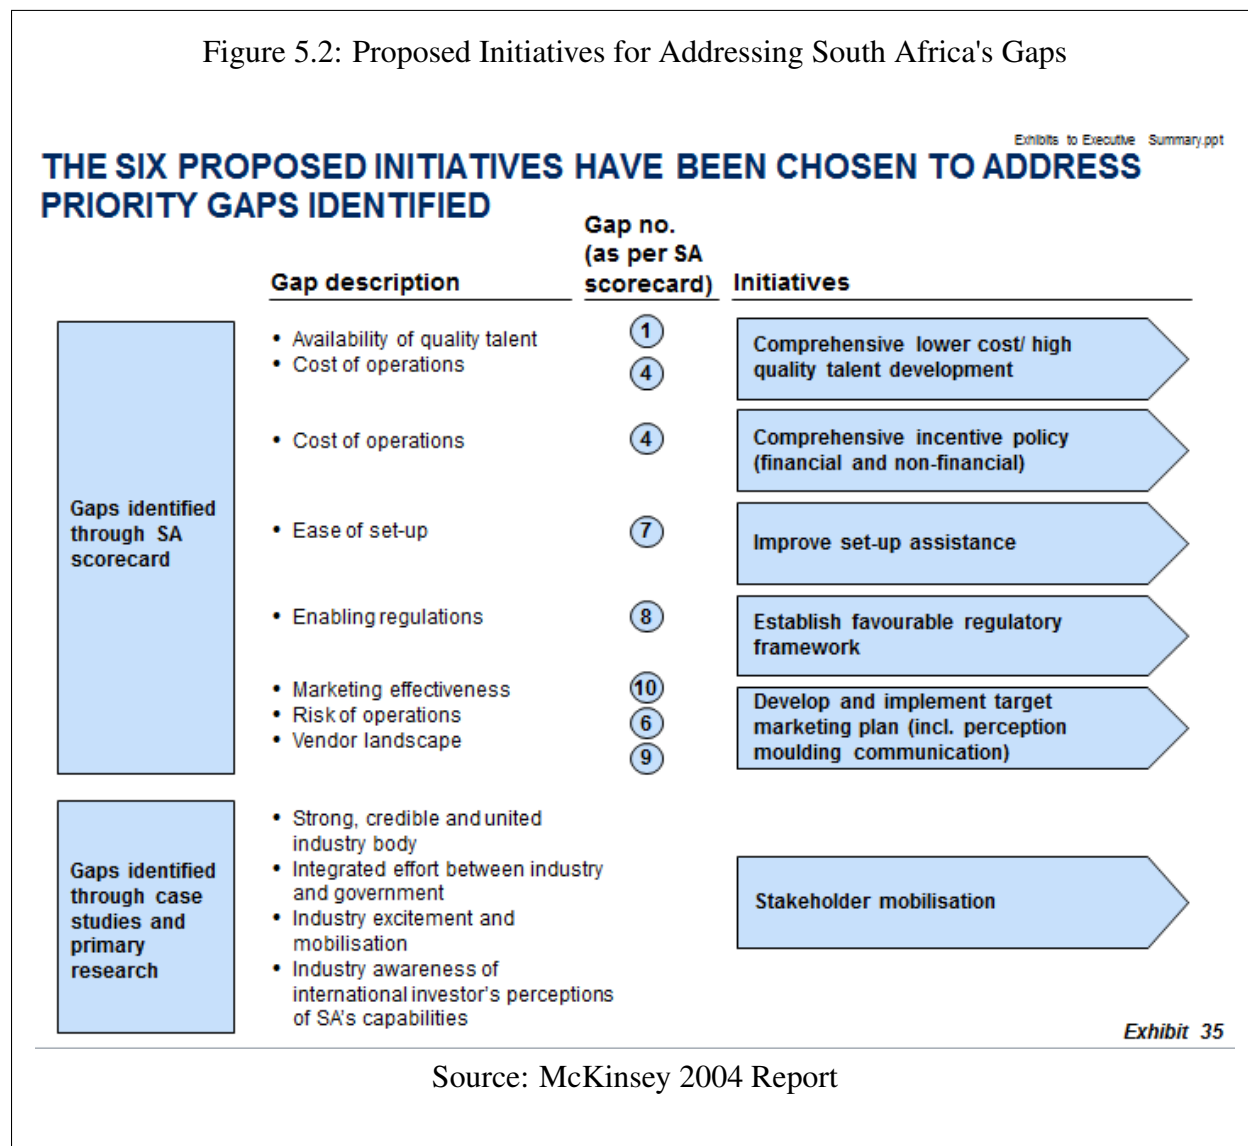 Figure 5.2: Proposed Initiatives for Addressing South Africa's Gaps
Exhibits to Executive Summary.ppt
THE SIX PROPOSED INITIATIVES HAVE BEEN CHOSEN TO ADDRESS
PRIORITY GAPS IDENTIFIED
Gap description
Gap no.
(as per SA
scorecard)
Initiatives
Gaps identified
through SA
scorecard
• Availability of quality talent
• Cost of operations
1
4
Comprehensive lower cost/ high
quality talent development
• Cost of operations
4
Comprehensive incentive policy
(financial and non-financial)
• Ease of set-up
7
Improve set-up assistance
• Enabling regulations
8
Establish favourable regulatory
framework
• Marketing effectiveness
• Risk of operations
• Vendor landscape
10
6
9
Develop and implement target
marketing plan (incl. perception
moulding communication)
Gaps identified
through case
studies and
primary
research
• Strong, credible and united
industry body
• Integrated effort between industry
and government
• Industry excitement and
mobilisation
• Industry awareness of
international investor's perceptions
of SA's capabilities
Stakeholder mobilisation
Exhibit 35
Source: McKinsey 2004 Report